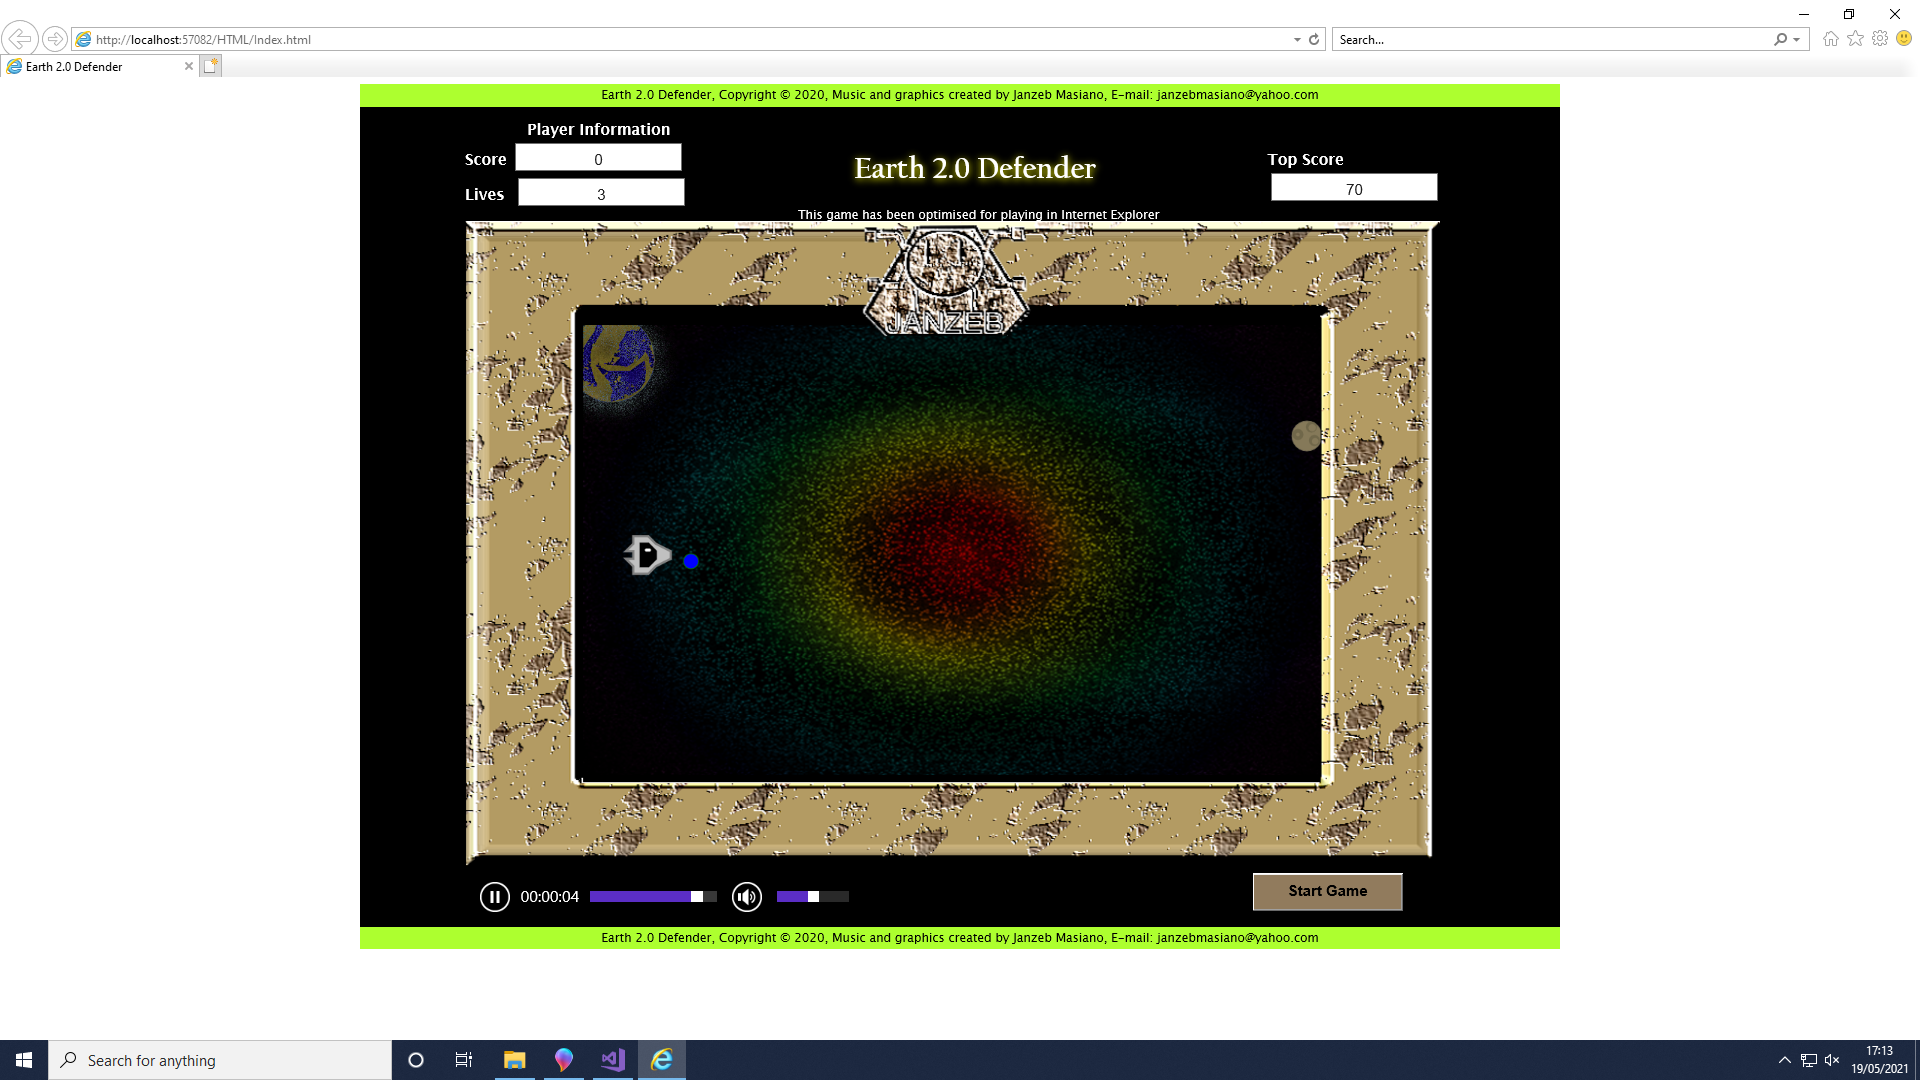 http://localhost:57082/HTML/Index.html
Search...
Earth 2.0 Defender
Earth 2.0 Defender, Copyright © 2020, Music and graphics created by Janzeb Masiano, E-mail: janzebmasiano@yahoo.com
Player Information
Score 0
Lives 3
Earth 2.0 Defender
Top Score
70
This game has been optimised for playing in Internet Explorer
JANZEB
00:00:04
Start Game
Earth 2.0 Defender, Copyright © 2020, Music and graphics created by Janzeb Masiano, E-mail: janzebmasiano@yahoo.com
Search for anything
17:13
19/05/2021